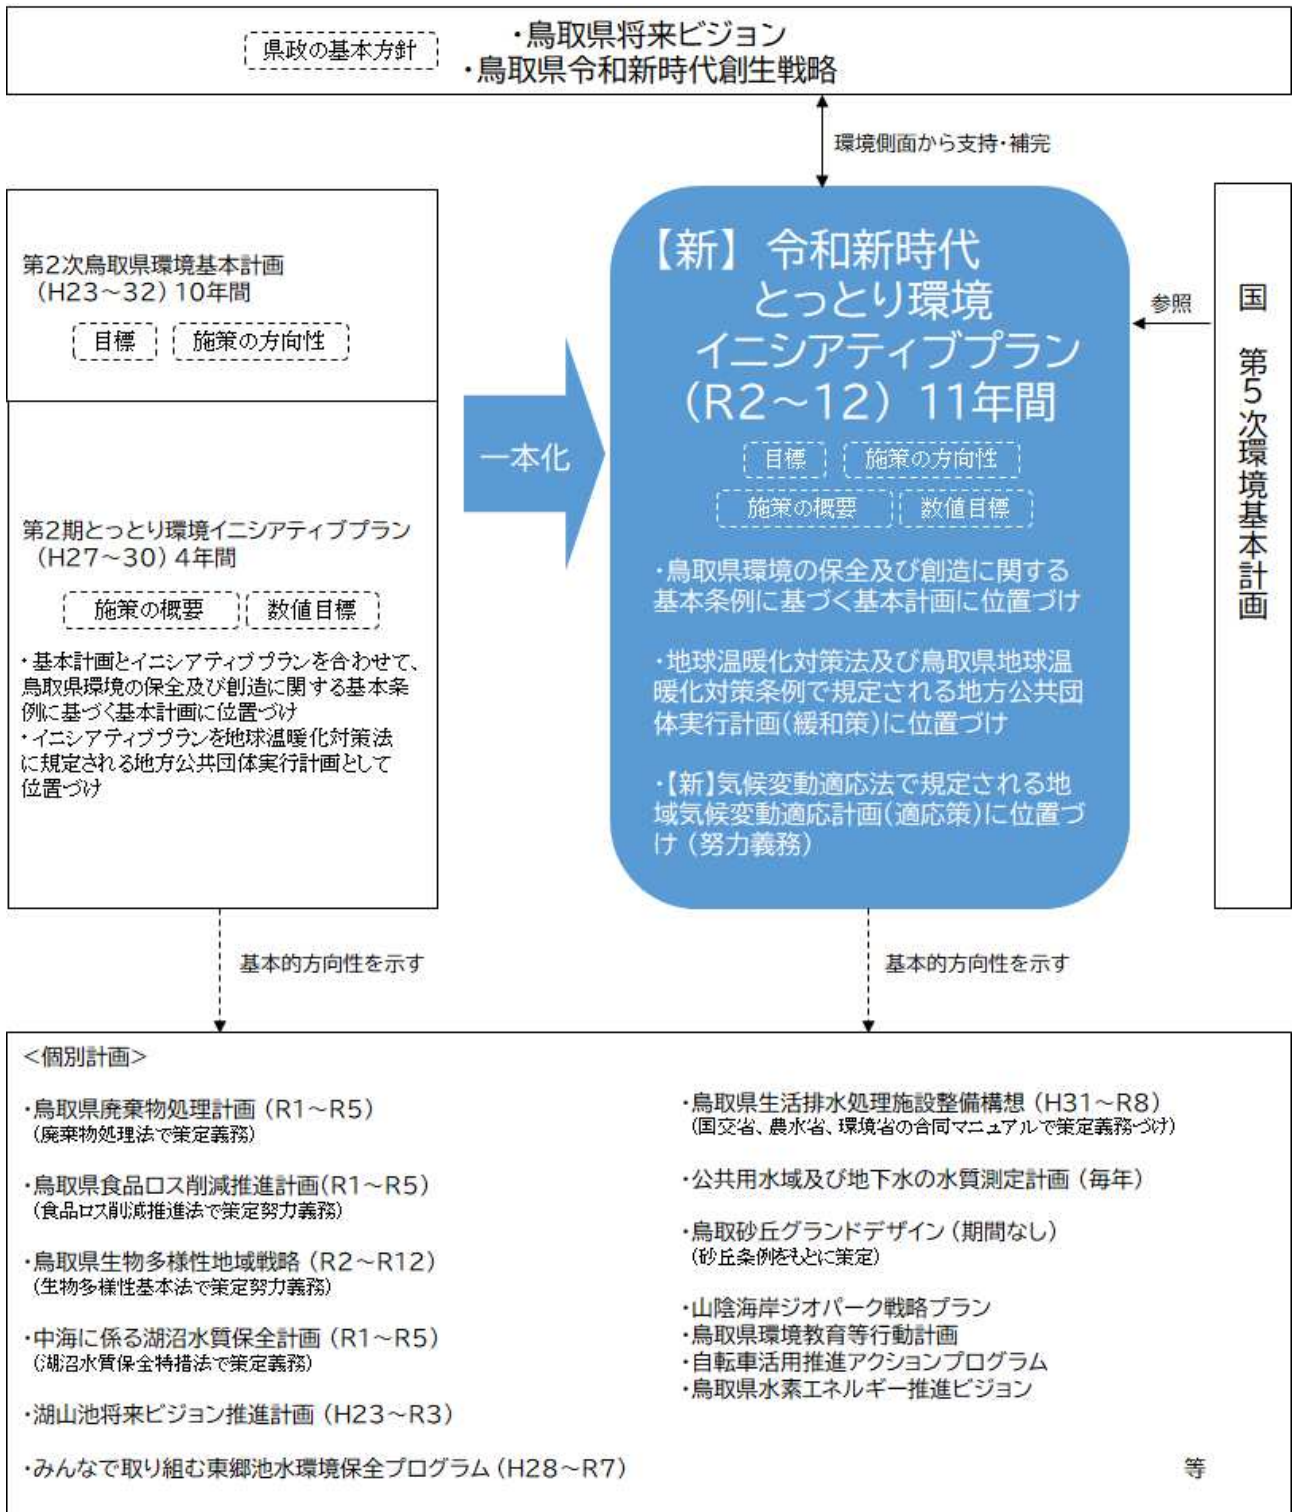 県政の基本方針
・鳥取県将来ビジョン
・鳥取県令和新時代創生戦略
環境側面から支持・補完
第2次鳥取県環境基本計画
(H23～32) 10年間
目標
施策の方向性
第2期とっとり環境イニシアティブプラン
(H27～30) 4年間
施策の概要
数値目標
・基本計画とイニシアティブプランを合わせて、
鳥取県環境の保全及び創造に関する基本条
例に基づく基本計画に位置づけ
・イニシアティブプランを地球温暖化対策法
に規定される地方公共団体実行計画として
位置づけ
一本化
【新】 令和新時代
とっとり環境
イニシアティブプラン
(R2～12) 11年間
目標
施策の方向性
施策の概要
数値目標
・鳥取県環境の保全及び創造に関する
基本条例に基づく基本計画に位置づけ
・地球温暖化対策法及び鳥取県地球温
暖化対策条例で規定される地方公共団
体実行計画(緩和策)に位置づけ
・【新】気候変動適応法で規定される地
域気候変動適応計画(適応策)に位置づ
け (努力義務)
参照
国 第5次環境基本計画
基本的方向性を示す
基本的方向性を示す
<個別計画>
・鳥取県廃棄物処理計画 (R1～R5)
(廃棄物処理法で策定義務)
・鳥取県食品ロス削減推進計画(R1～R5)
(食品ロス削減推進法で策定努力義務)
・鳥取県生物多様性地域戦略 (R2～R12)
(生物多様性基本法で策定努力義務)
・中海に係る湖沼水質保全計画 (R1～R5)
(湖沼水質保全特措法で策定義務)
・湖山池将来ビジョン推進計画 (H23～R3)
・みんなで取り組む東郷池水環境保全プログラム (H28～R7)
・鳥取県生活排水処理施設整備構想 (H31～R8)
(国交省、農水省、環境省の合同マニュアルで策定義務づけ)
・公共用水域及び地下水の水質測定計画 (毎年)
・鳥取砂丘グランドデザイン (期間なし)
(砂丘条例をもとに策定)
・山陰海岸ジオパーク戦略プラン
・鳥取県環境教育等行動計画
・自転車活用推進アクションプログラム
・鳥取県水素エネルギー推進ビジョン
等